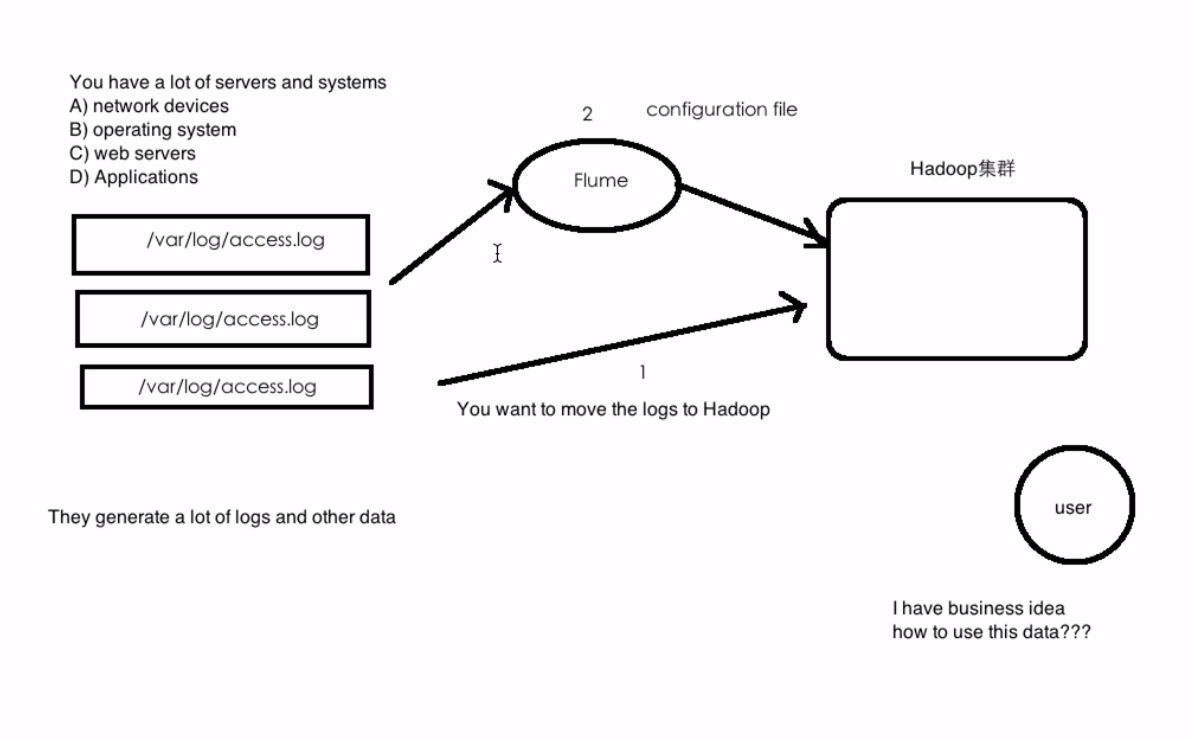 You have a lot of servers and systems
A) network devices
B) operating system
C) web servers
D) Applications
2
configuration file
Flume
Hadoop集群
/var/log/access.log
/var/log/access.log
/var/log/access.log
1
You want to move the logs to Hadoop
They generate a lot of logs and other data
user
I have business idea
how to use this data???